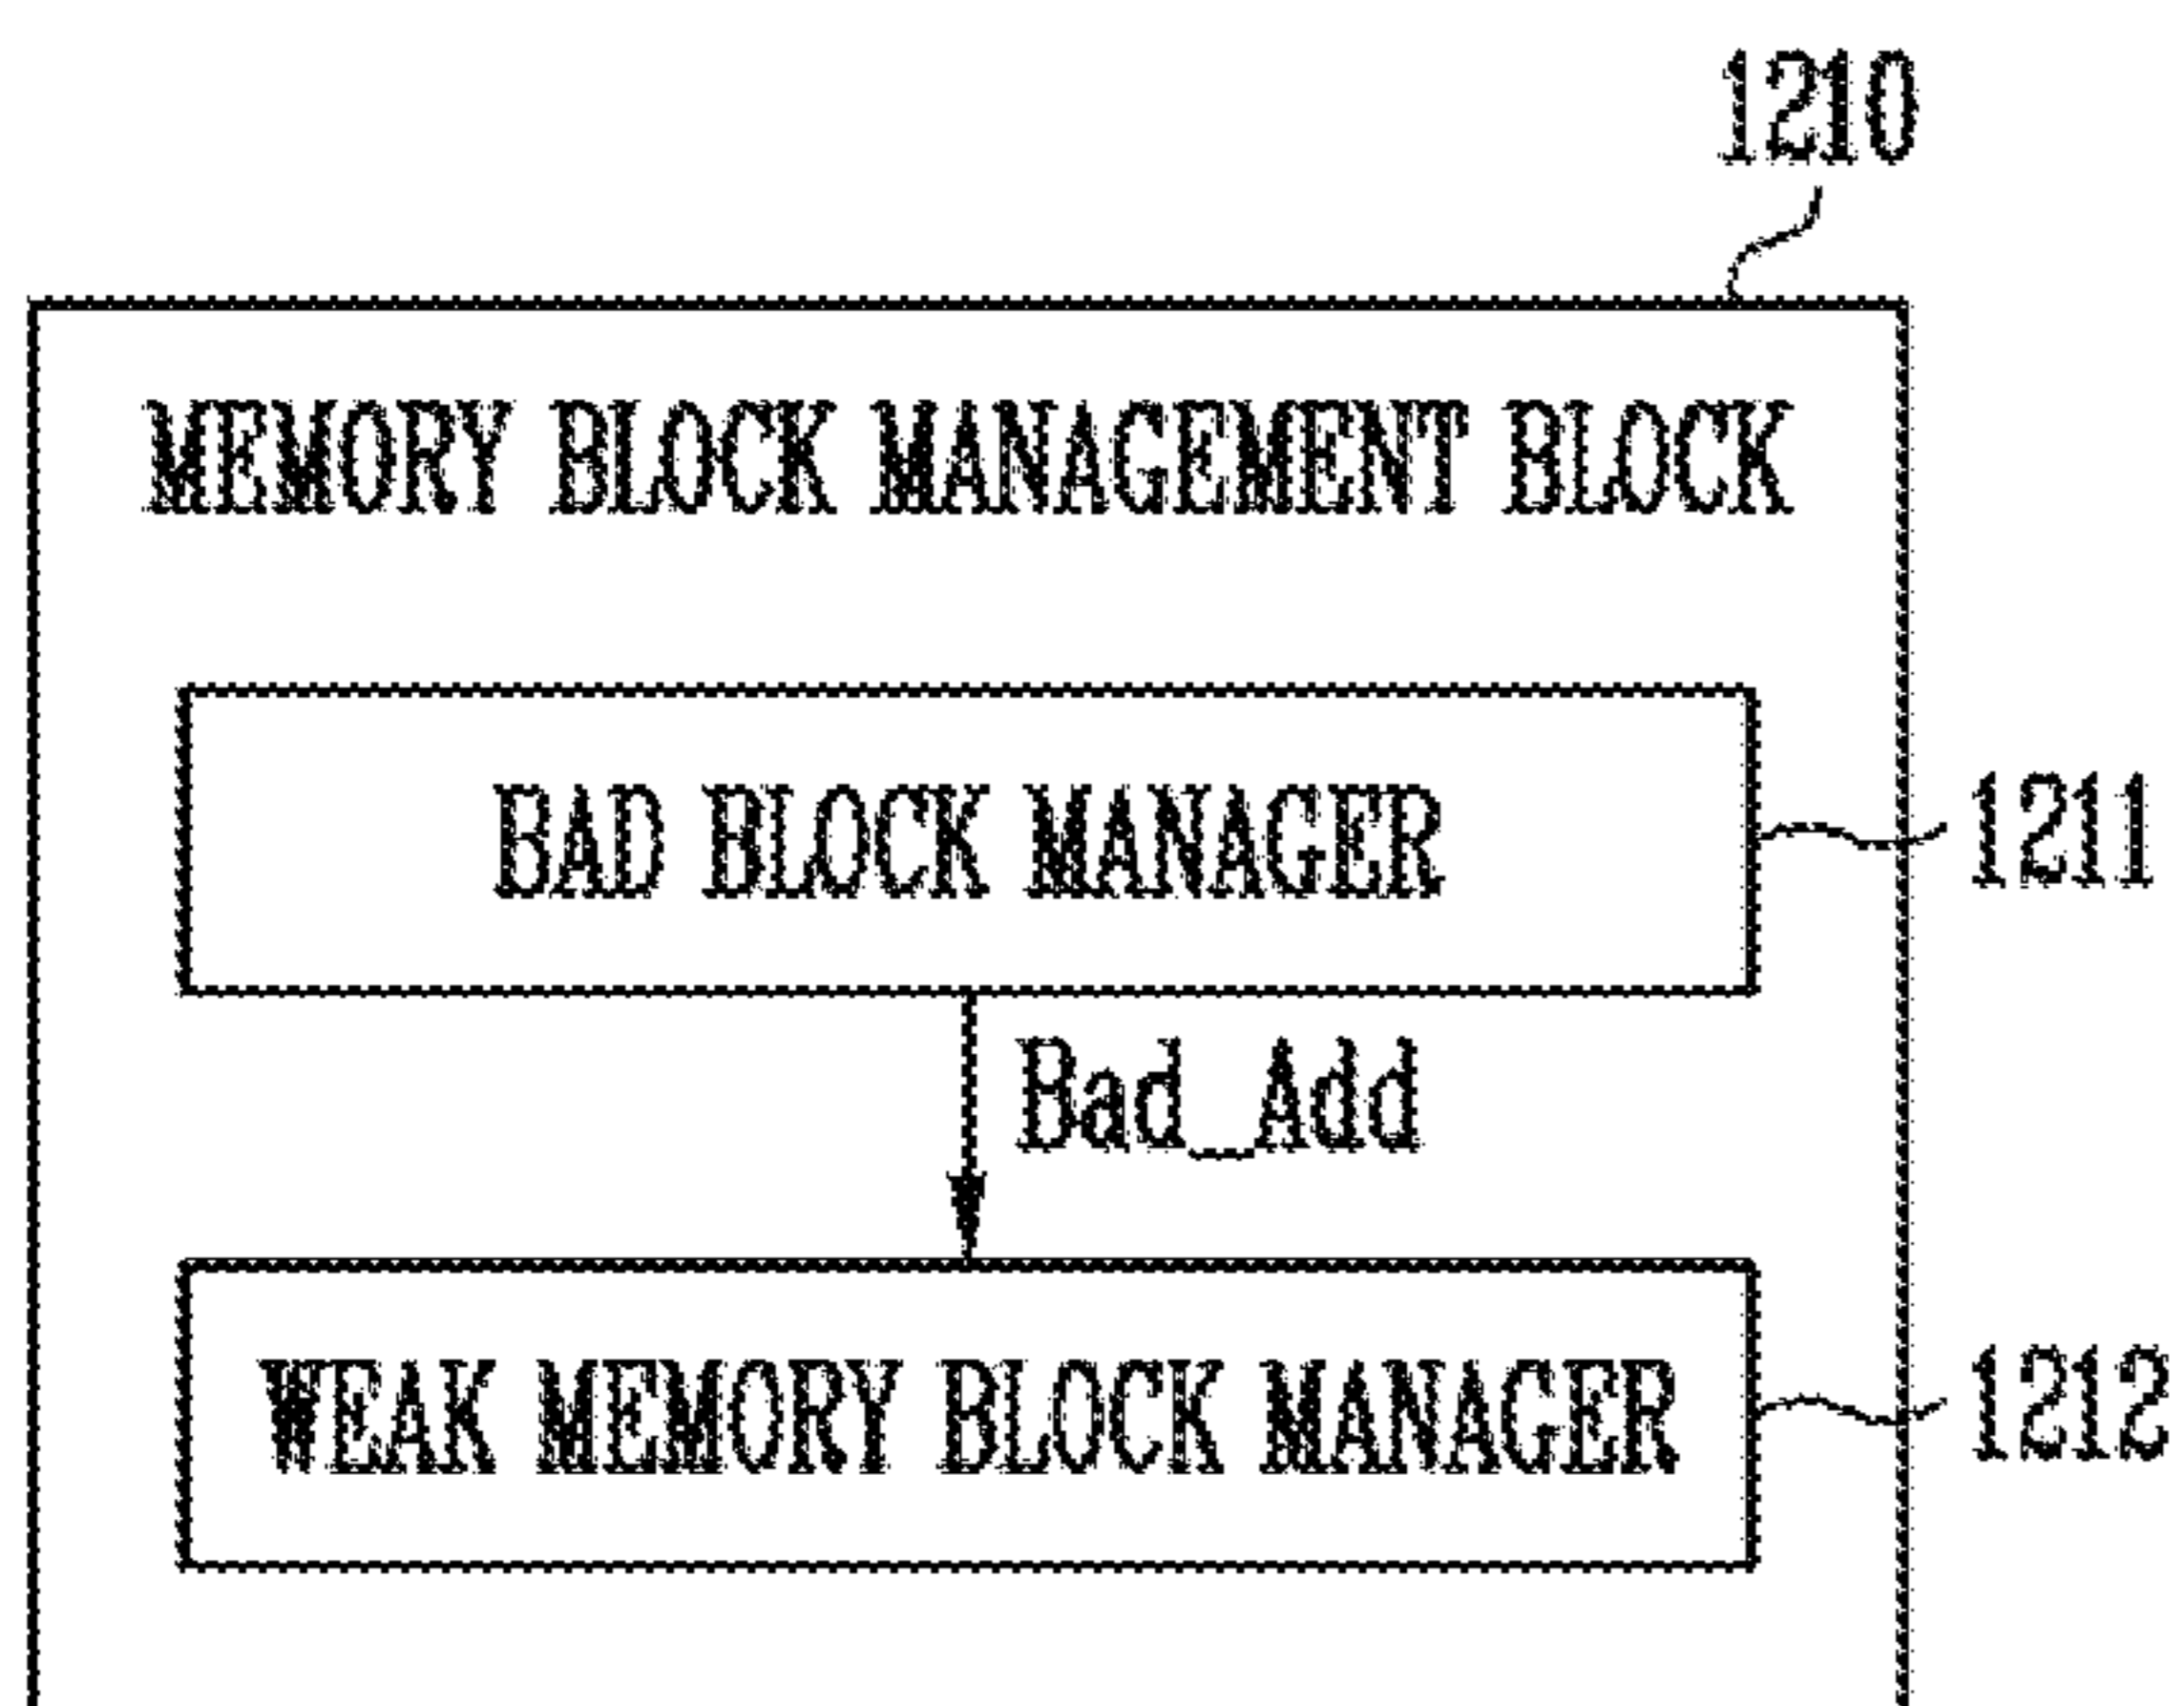 1210
MEMORY BLOCK MANAGEMENT BLOCK
BAD BLOCK MANAGER
1211
Bad_Add
WEAK MEMORY BLOCK MANAGER
1212